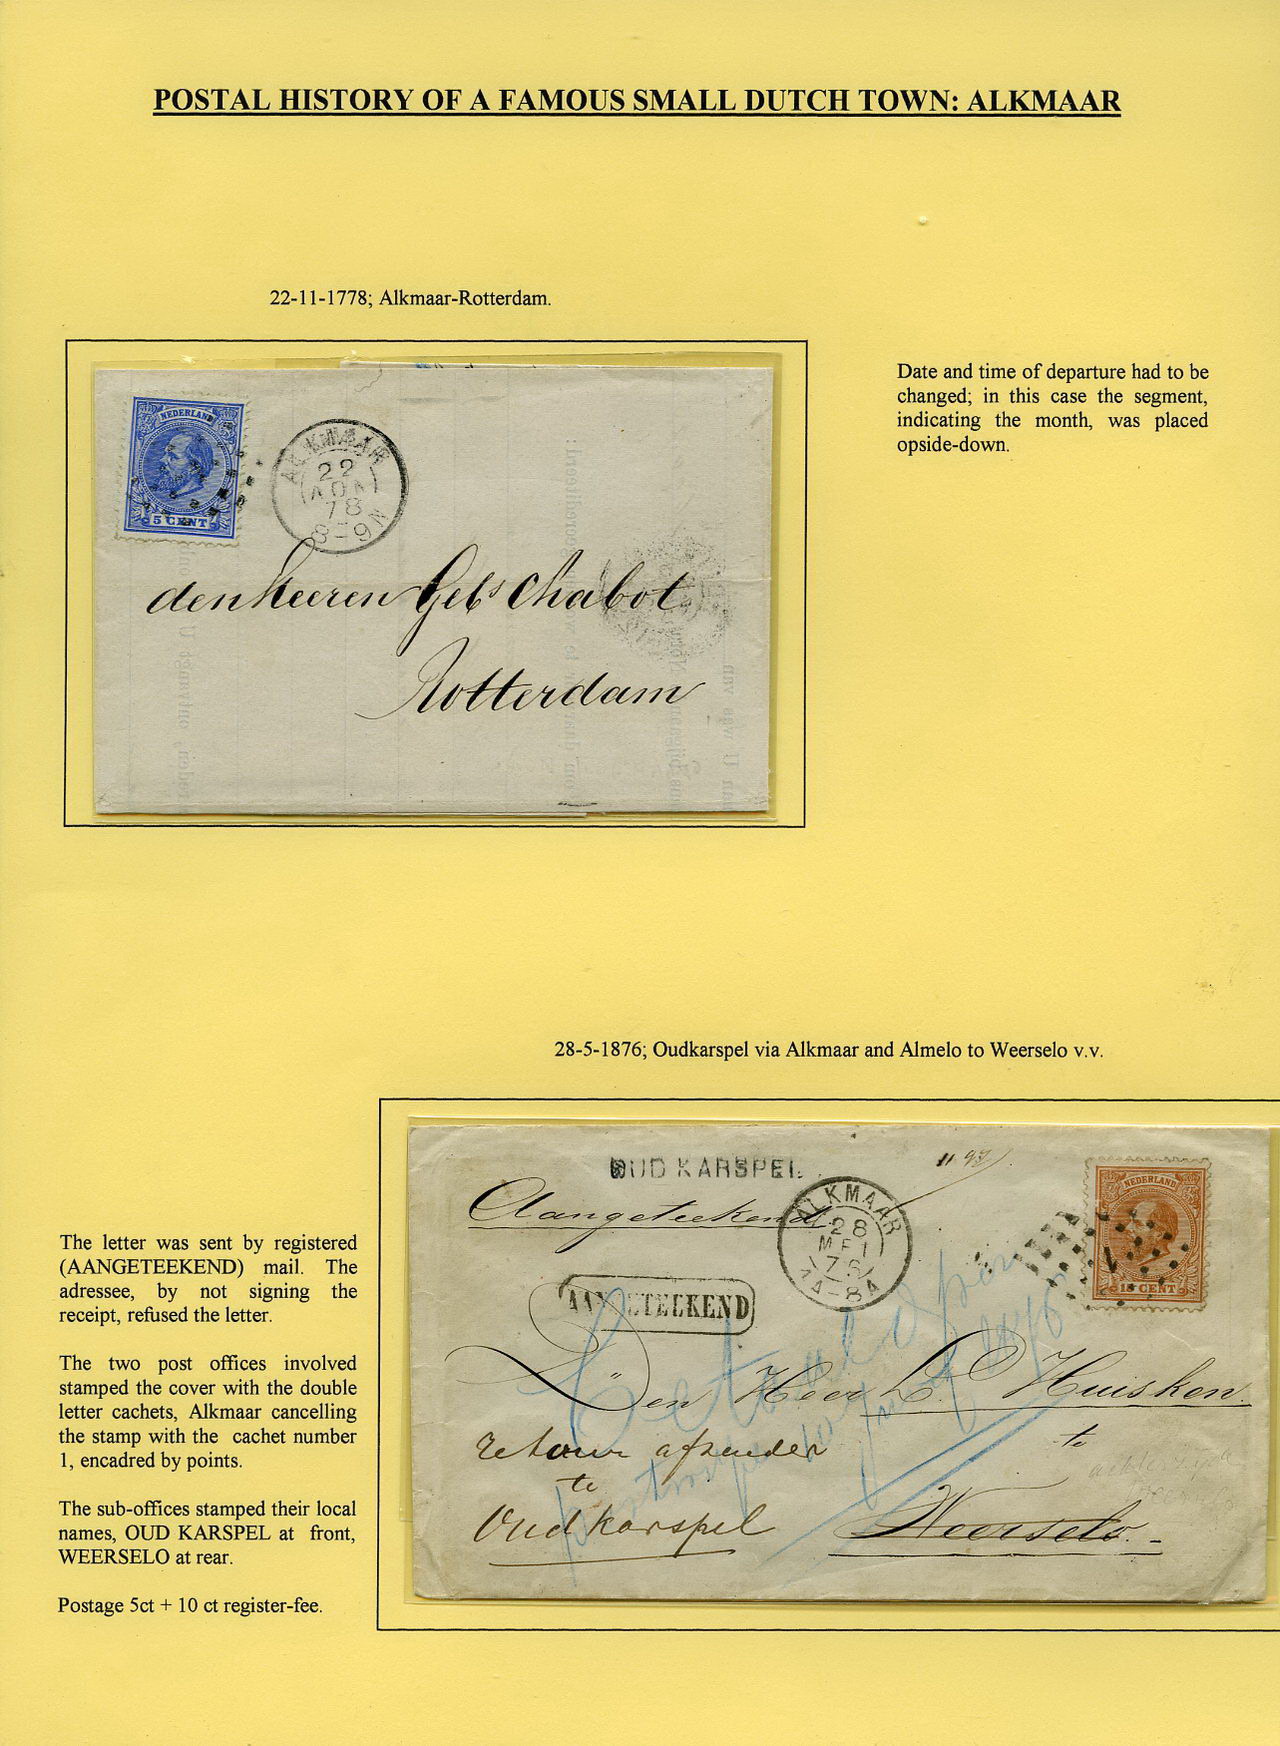 POSTAL HISTORY OF A FAMOUS SMALL DUTCH TOWN: ALKMAAR
22-11-1778; Alkmaar-Rotterdam.
Date and time of departure had to be
changed; in this case the segment,
indicating the month, was placed
opside-down.
NEDERLAND
5 CENT
ALKMAAR
22
78
8-9N
den Heeren Gebs Chabot
Rotterdam
28-5-1876; Oudkarspel via Alkmaar and Almelo to Weerselo v.v.
The letter was sent by registered
(AANGETEEKEND) mail. The
adressee, by not signing the
receipt, refused the letter.
The two post offices involved
stamped the cover with the double
letter cachets, Alkmaar cancelling
the stamp with the cachet number
1, encadred by points.
The sub-offices stamped their local
names, OUD KARSPEL at front,
WEERSELO at rear.
Postage 5ct + 10 ct register-fee.
OUD KARSPEL
Aangeteekend
ALKMAAR
28
MEI
76
7A-8A
NEDERLAND
15 CENT
AANGETEEKEND
Den Heer L. Huisken
te
retour afzender
te
Oudkarspel
Weerselo.